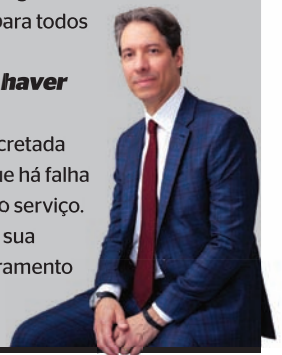 para todos
haver
cretada
ue há falha
o serviço.
sua
ramento